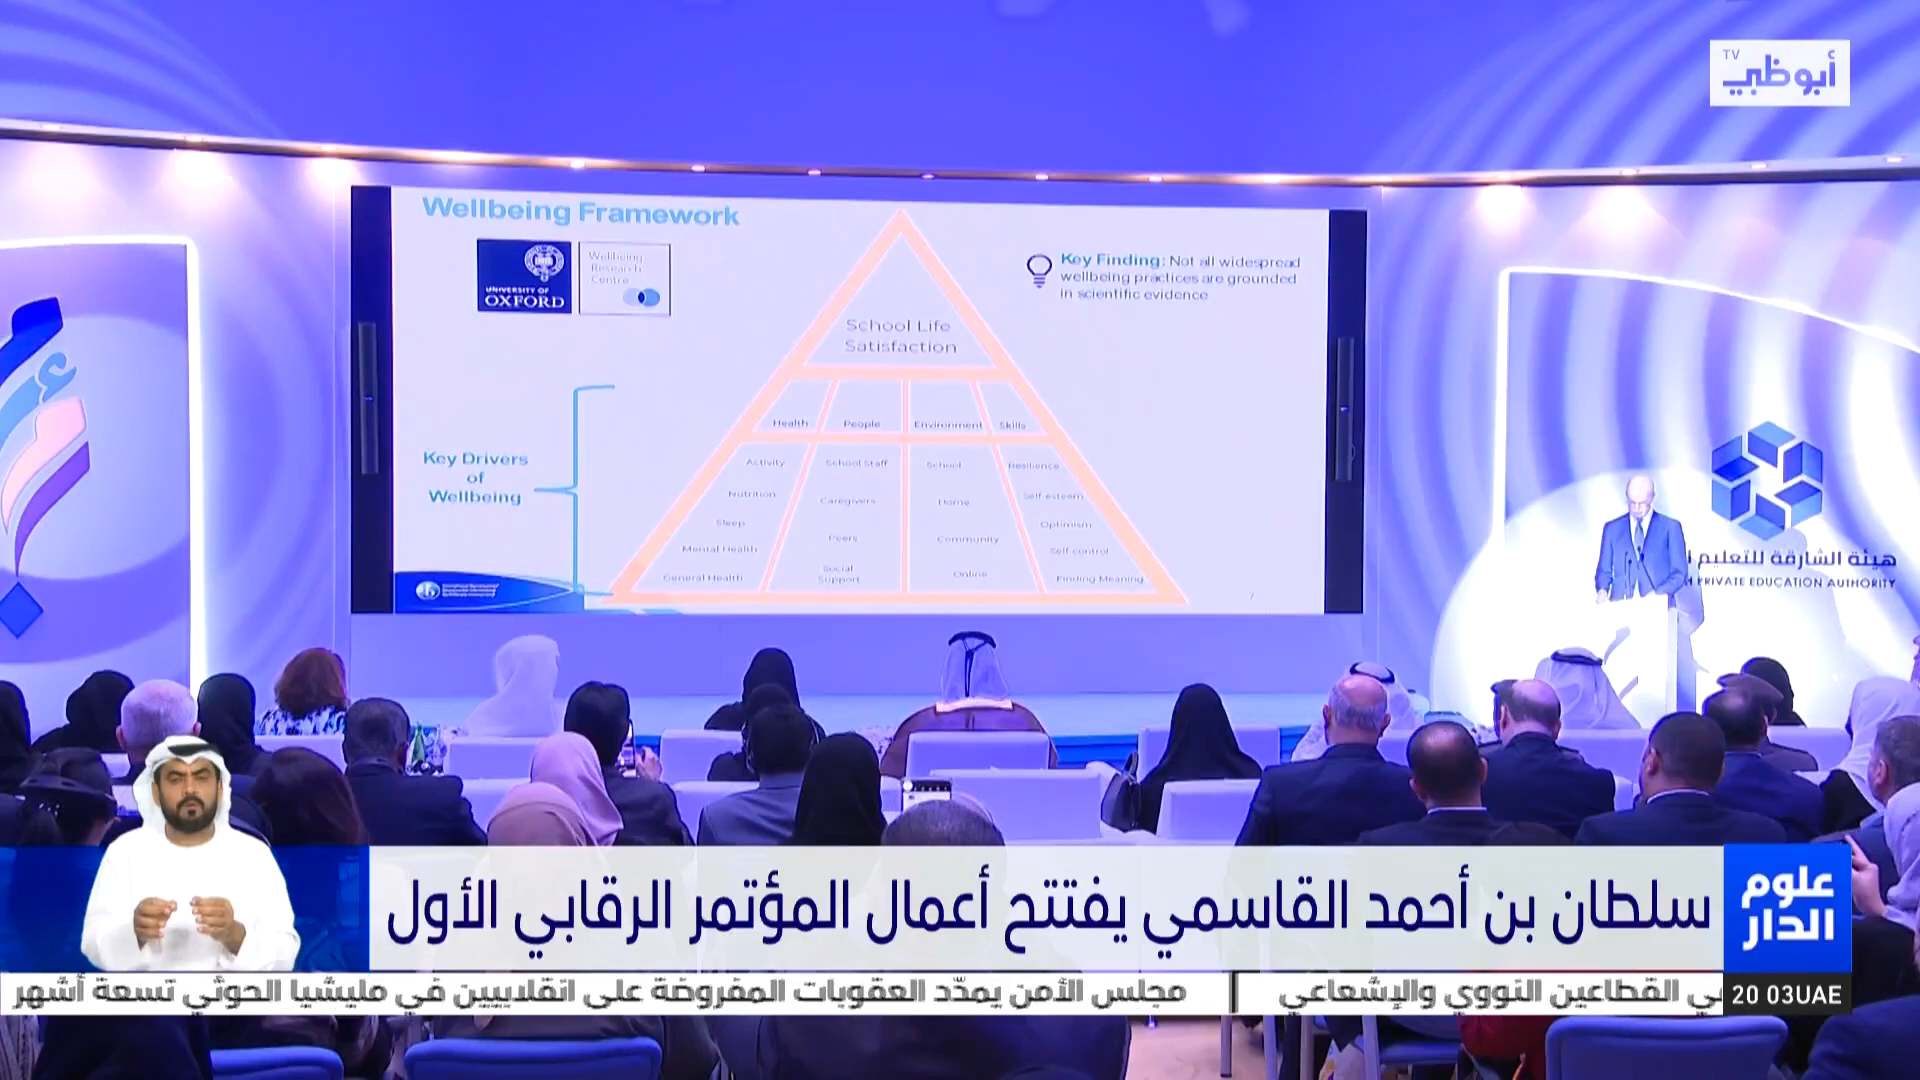 TV
أبوظبي
Wellbeing Framework
UNIVERSITY OF
OXFORD
Wellbeing
Research
Centre
Key Finding: Not all widespread
wellbeing practices are grounded
in scientific evidence
School Life
Satisfaction
Health People Environment Skills
Key Drivers
of
Wellbeing
Activity School Staff School Resilience
Nutrition Caregivers Home Self esteem
Sleep Peers Community Optimism
Mental Health Social Support Online Self control
General Health Finding Meaning
هيئة الشارقة للتعليم
PRIVATE EDUCATION AUTHORITY
سلطان بن أحمد القاسمي يفتتح أعمال المؤتمر الرقابي الأول
علوم
الدار
القطاعين النووي والإشعاعي | مجلس الأمن يمدّد العقوبات المفروضة على انقلابيين في مليشيا الحوثي تسعة أشهر
20 03UAE